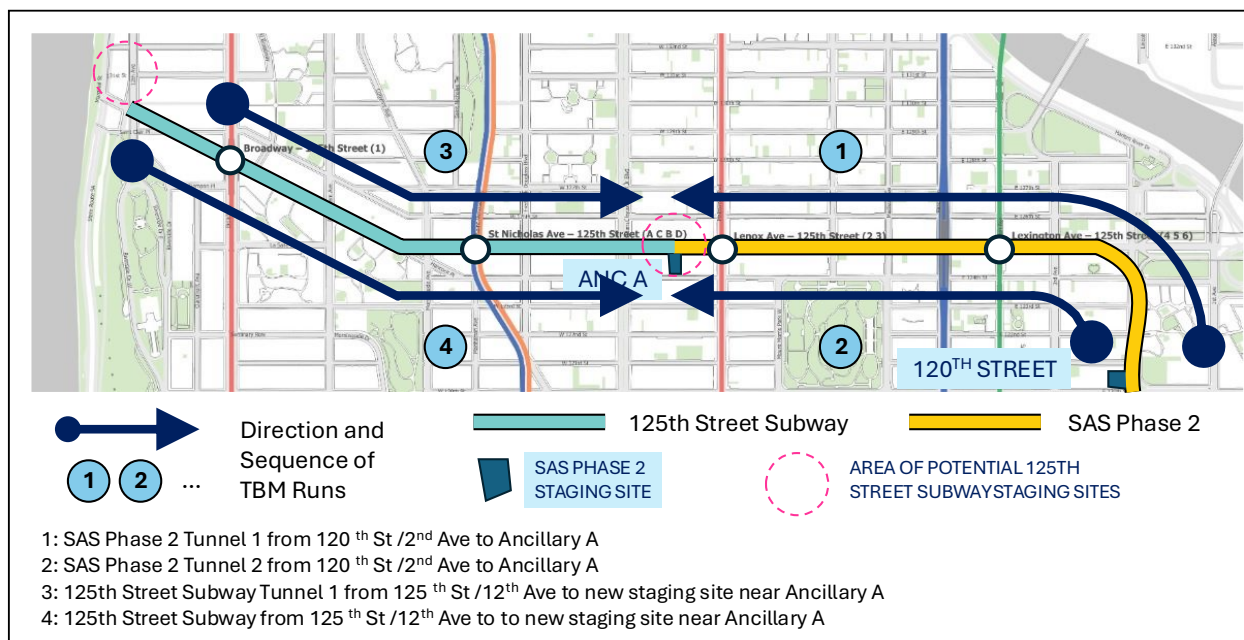 3
1
Broadway – 125th Street (1)
St Nicholas Ave – 125th Street (A C B D)
Lenox Ave – 125th Street (2 3)
Lexington Ave – 125th Street (4 5 6)
ANC A
4
2
120TH STREET
Direction and
Sequence of
TBM Runs
1 2 ...
125th Street Subway
SAS Phase 2
SAS PHASE 2
STAGING SITE
AREA OF POTENTIAL 125TH
STREET SUBWAYSTAGING SITES
1: SAS Phase 2 Tunnel 1 from 120 th St /2nd Ave to Ancillary A
2: SAS Phase 2 Tunnel 2 from 120 th St /2nd Ave to Ancillary A
3: 125th Street Subway Tunnel 1 from 125 th St /12th Ave to new staging site near Ancillary A
4: 125th Street Subway from 125 th St /12th Ave to to new staging site near Ancillary A